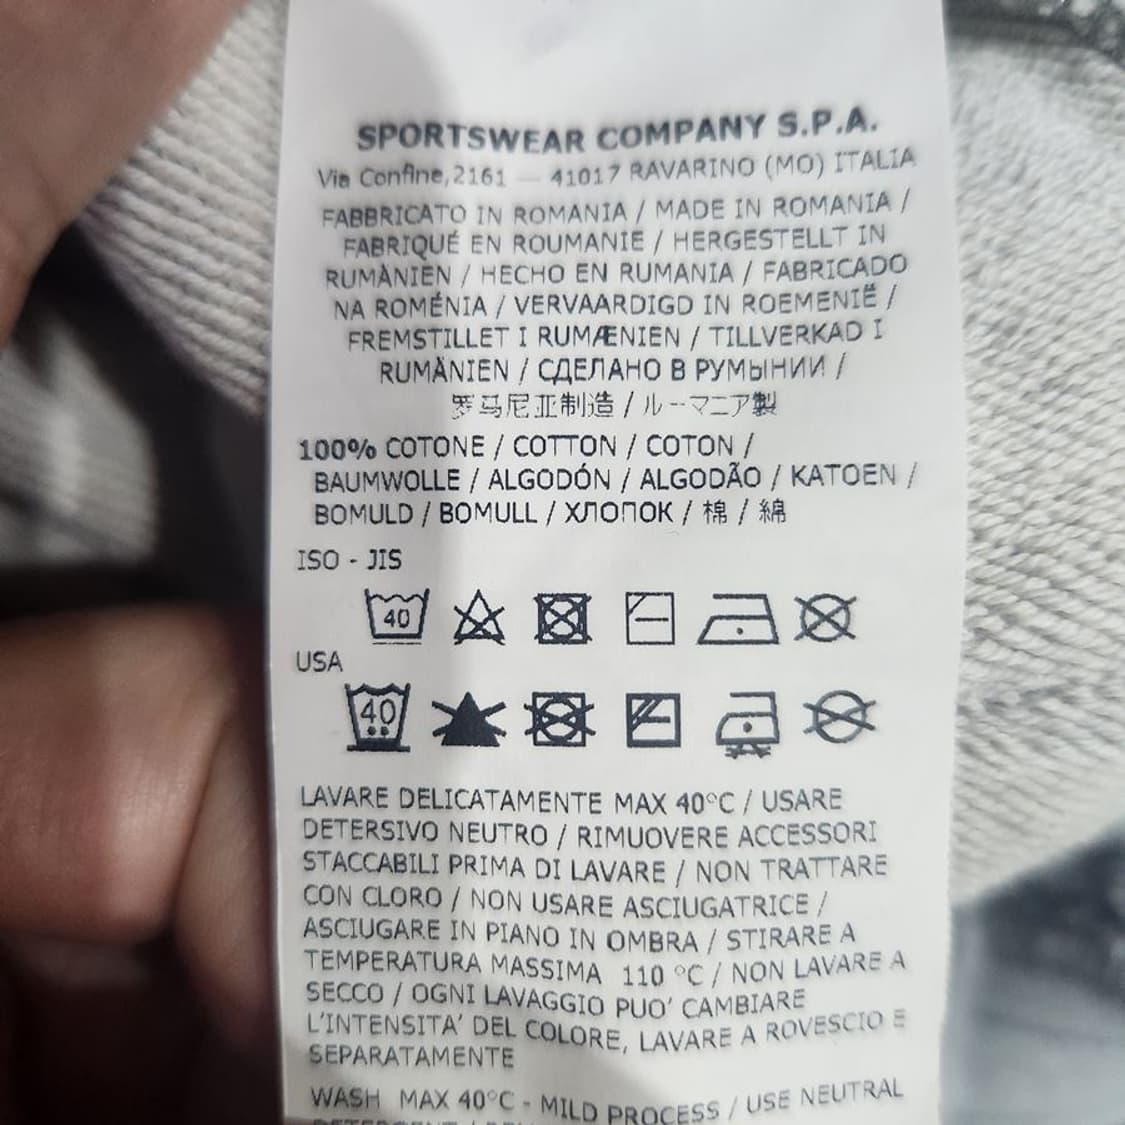 SPORTSWEAR COMPANY S.P.A.
Via Confine,2161 — 41017 RAVARINO (MO) ITALIA
FABBRICATO IN ROMANIA / MADE IN ROMANIA /
FABRIQUÉ EN ROUMANIE / HERGESTELLT IN
RUMÄNIEN / HECHO EN RUMANIA / FABRICADO
NA ROMÉNIA / VERVAARDIGD IN ROEMENIË /
FREMSTILLET I RUMÆNIEN / TILLVERKAD I
RUMÄNIEN / СДЕЛАНО В РУМЫНИИ /
罗马尼亚制造 / ルーマニア製
100% COTONE / COTTON / COTON /
BAUMWOLLE / ALGODÓN / ALGODÃO / KATOEN /
BOMULD / BOMULL / ХЛОПОК / 棉 / 綿
ISO - JIS
40
USA
40
LAVARE DELICATAMENTE MAX 40°C / USARE
DETERSIVO NEUTRO / RIMUOVERE ACCESSORI
STACCABILI PRIMA DI LAVARE / NON TRATTARE
CON CLORO / NON USARE ASCIUGATRICE /
ASCIUGARE IN PIANO IN OMBRA / STIRARE A
TEMPERATURA MASSIMA 110 °C / NON LAVARE A
SECCO / OGNI LAVAGGIO PUO' CAMBIARE
L'INTENSITA' DEL COLORE, LAVARE A ROVESCIO E
SEPARATAMENTE
WASH MAX 40°C - MILD PROCESS / USE NEUTRAL